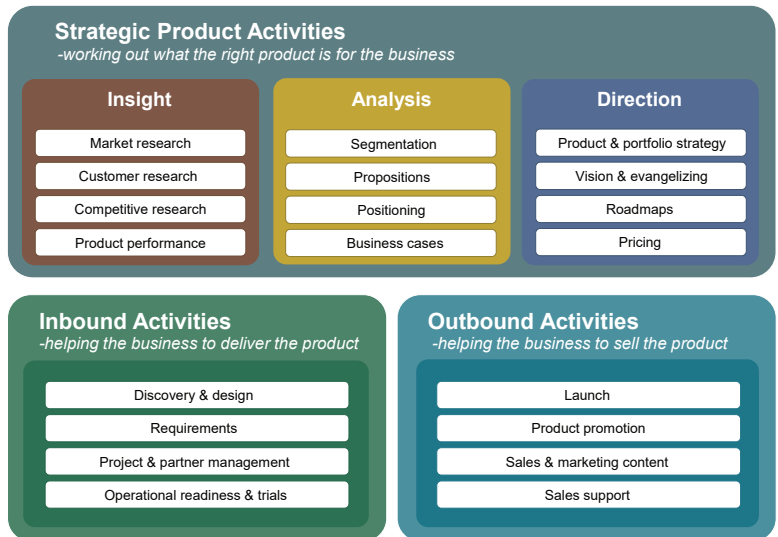 Strategic Product Activities
-working out what the right product is for the business
Insight
Market research
Customer research
Competitive research
Product performance
Analysis
Segmentation
Propositions
Positioning
Business cases
Direction
Product & portfolio strategy
Vision & evangelizing
Roadmaps
Pricing
Inbound Activities
-helping the business to deliver the product
Discovery & design
Requirements
Project & partner management
Operational readiness & trials
Outbound Activities
-helping the business to sell the product
Launch
Product promotion
Sales & marketing content
Sales support